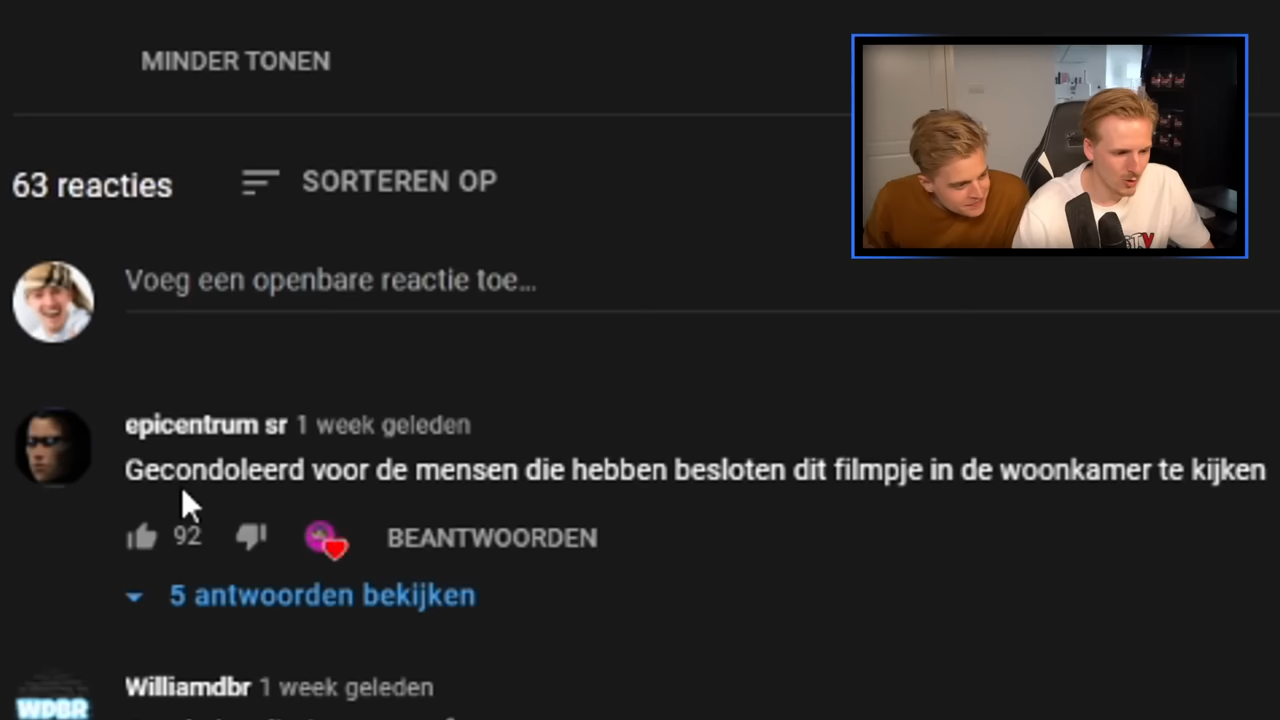 MINDER TONEN
63 reacties
SORTEREN OP
Voeg een openbare reactie toe...
epicentrum sr 1 week geleden
Gecondoleerd voor de mensen die hebben besloten dit filmpje in de woonkamer te kijken
92
BEANTWOORDEN
5 antwoorden bekijken
Williamdbr 1 week geleden
WDBR